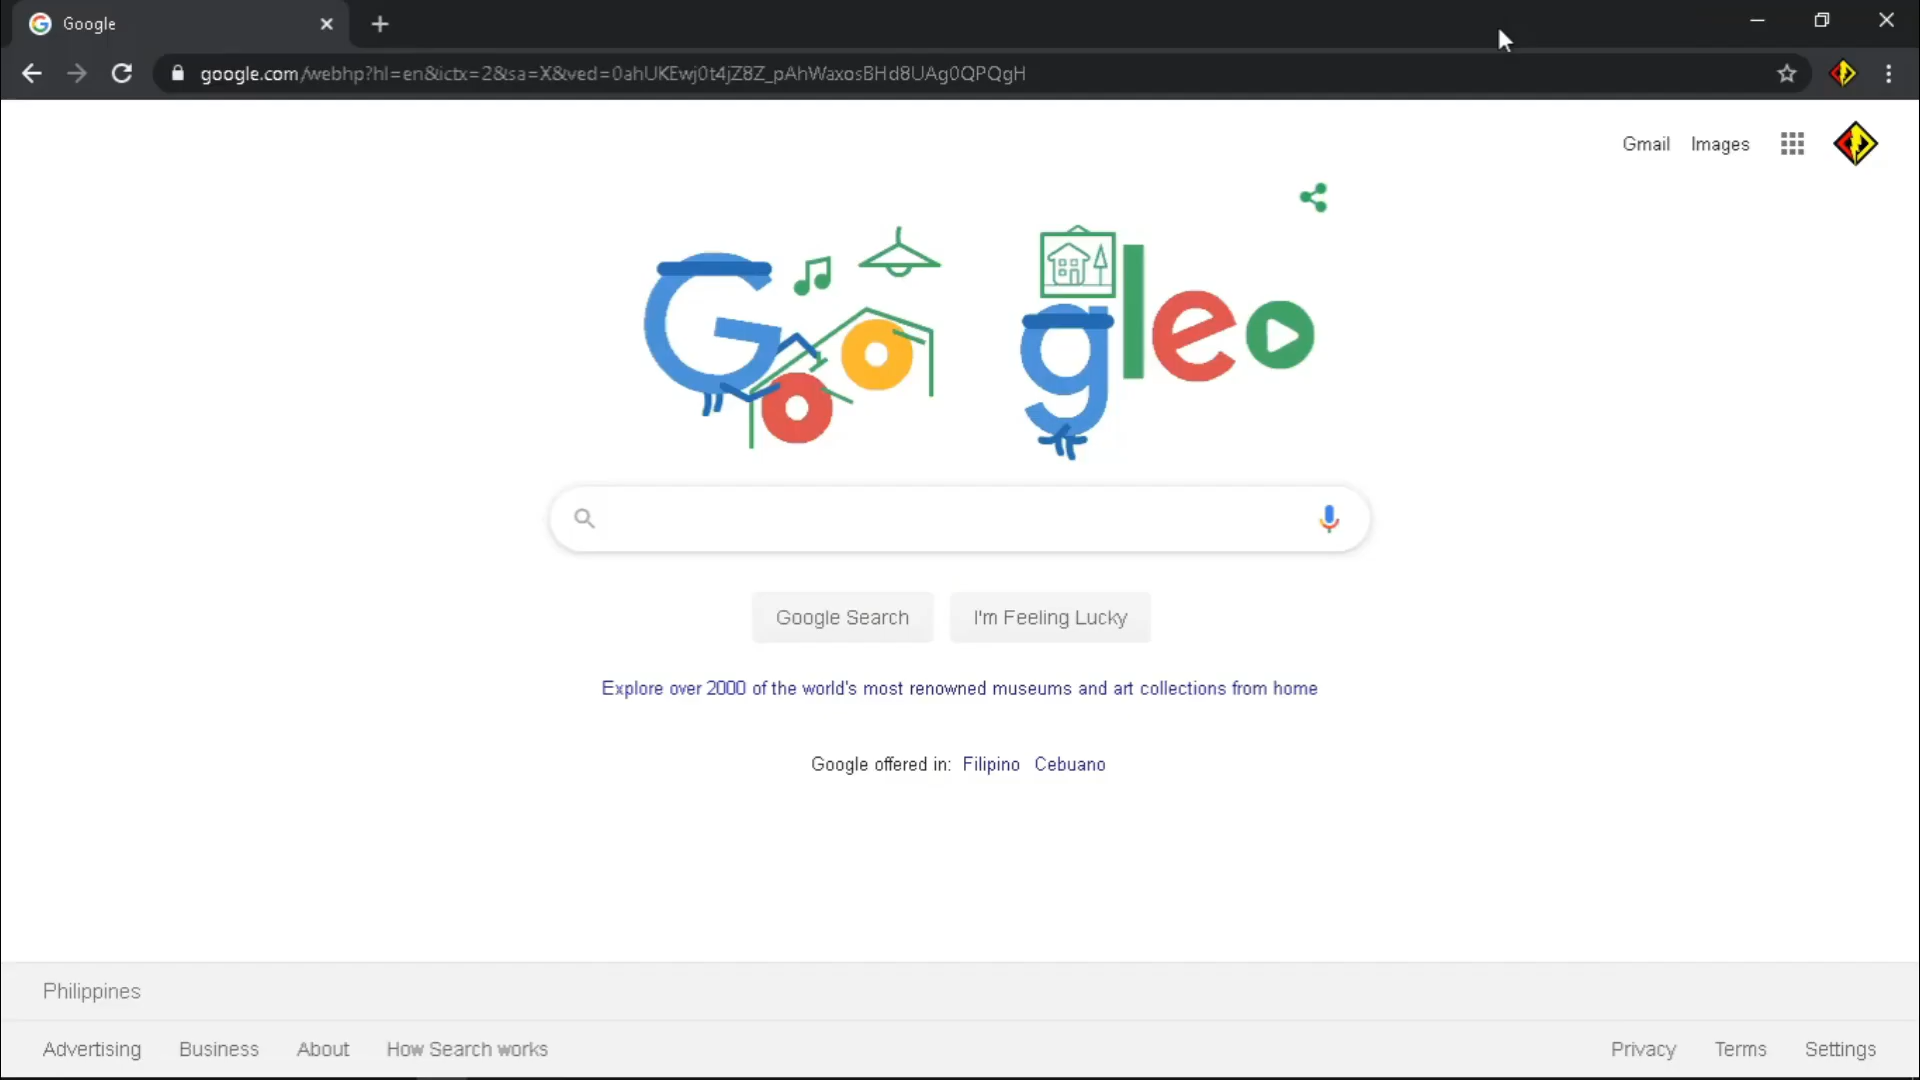 Google
google.com/webhp?hl=en&ictx=2&sa=X&ved=0ahUKEwj0t4jZ8Z_pAhWaxosBHd8UAg0QPQgH
Gmail Images
Google
Google Search I'm Feeling Lucky
Explore over 2000 of the world's most renowned museums and art collections from home
Google offered in: Filipino Cebuano
Philippines
Advertising Business About How Search works Privacy Terms Settings